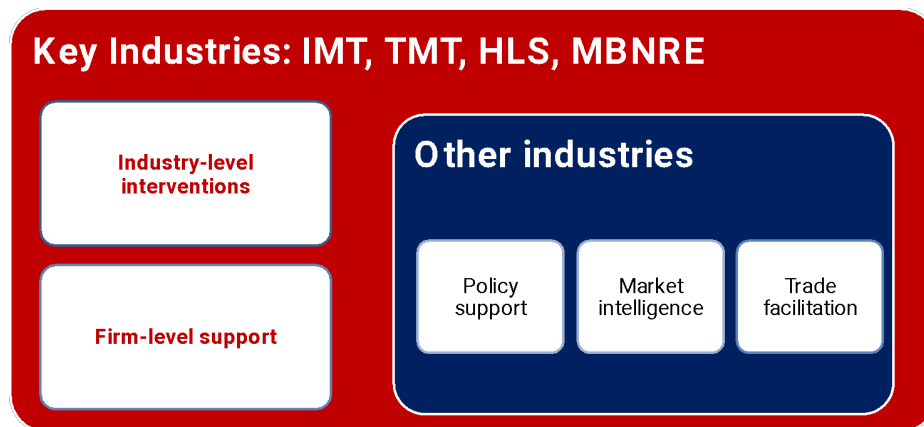 Key Industries: IMT, TMT, HLS, MBNRE
Industry-level
interventions
Firm-level support
Other industries
Policy
support
Market
intelligence
Trade
facilitation